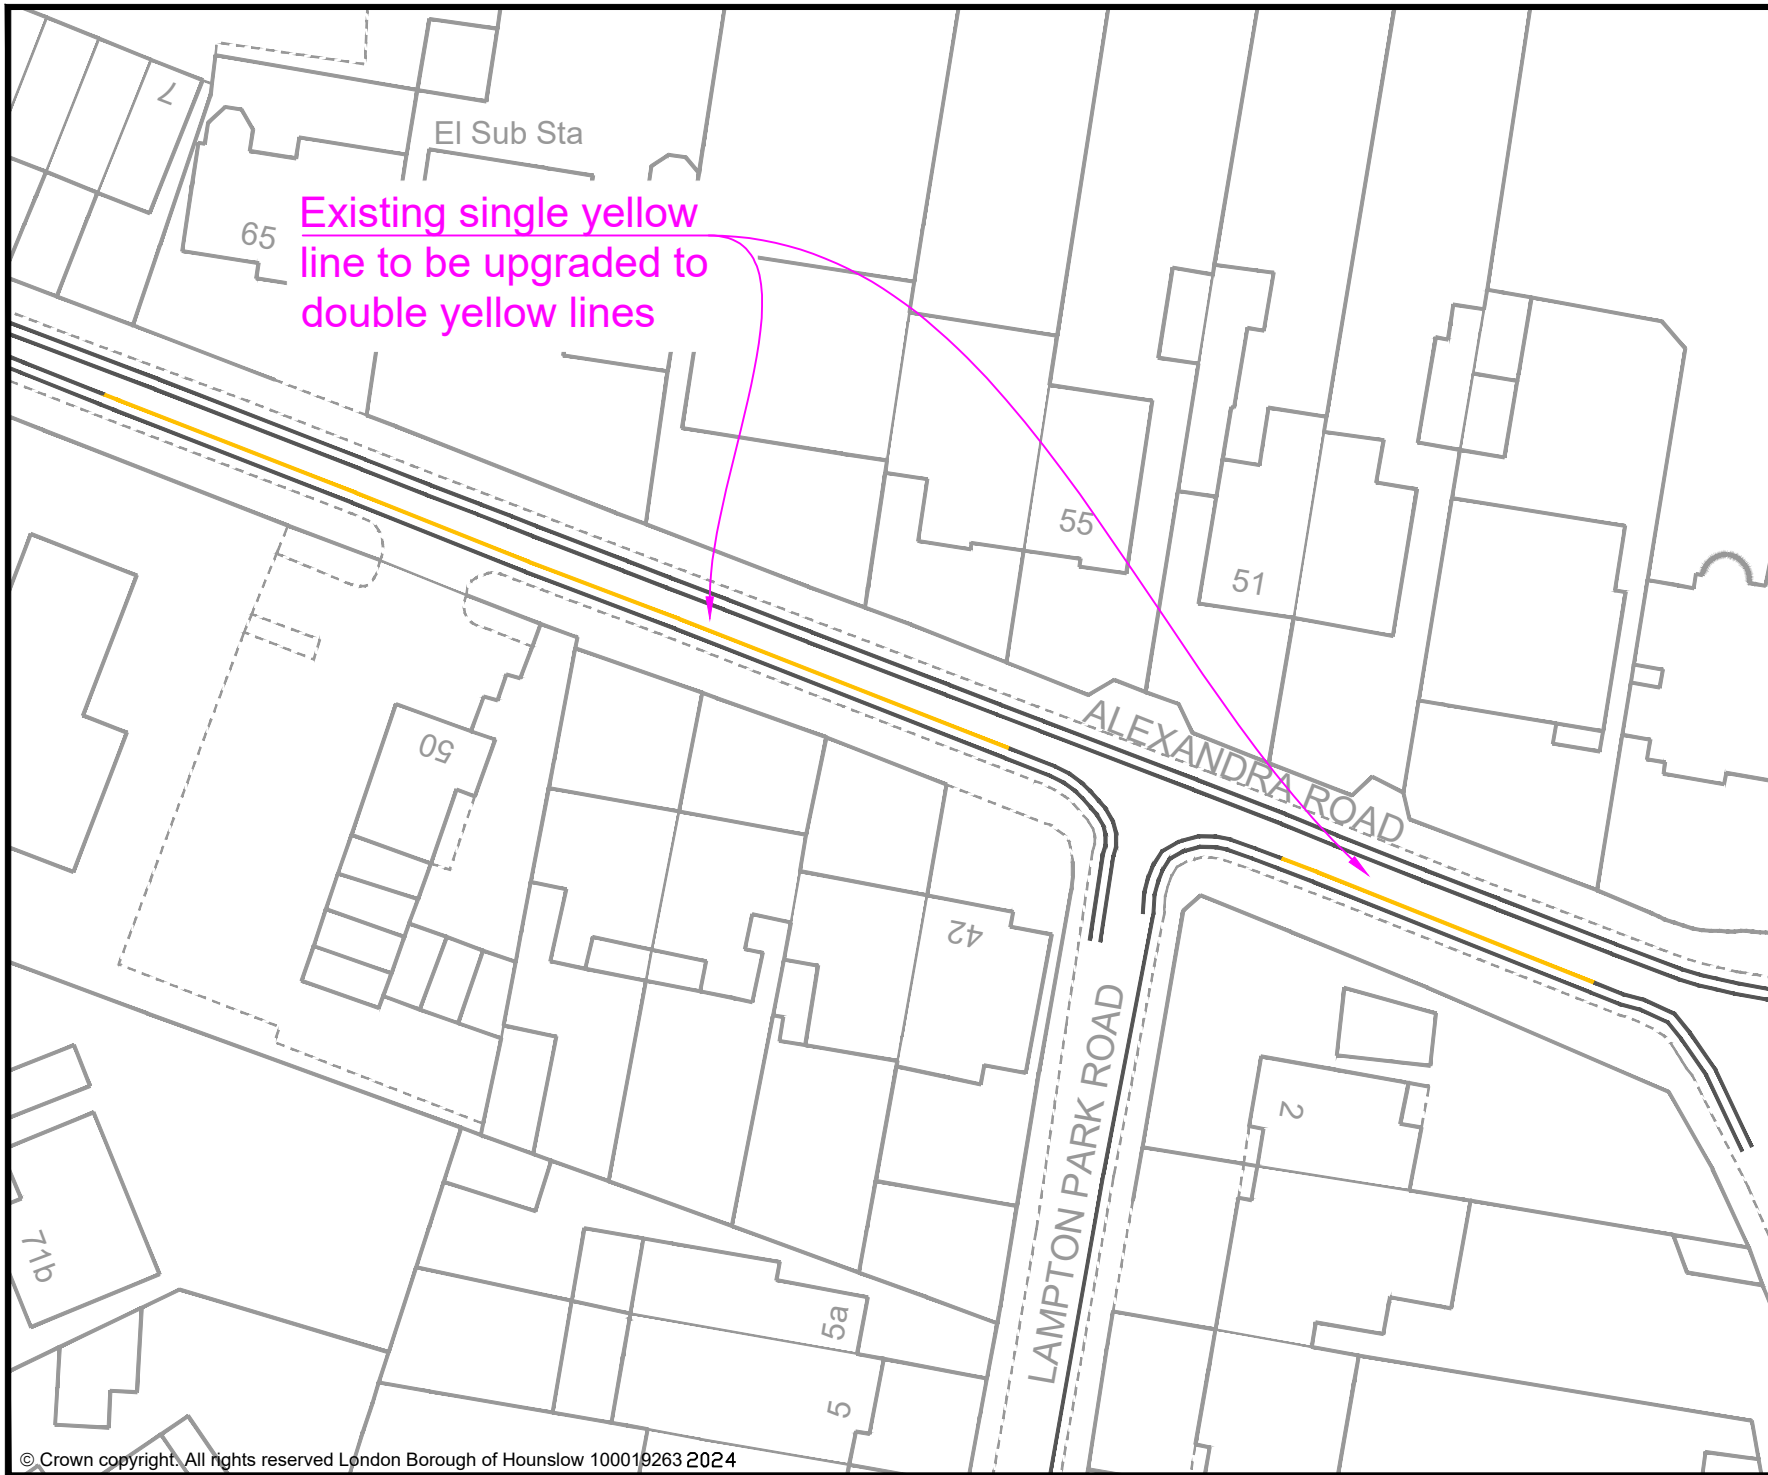 7
El Sub Sta
65
Existing single yellow
line to be upgraded to
double yellow lines
55
51
ALEXANDRA ROAD
50
42
LAMPTON PARK ROAD
2
71b
5a
5
© Crown copyright. All rights reserved London Borough of Hounslow 100019263 2024